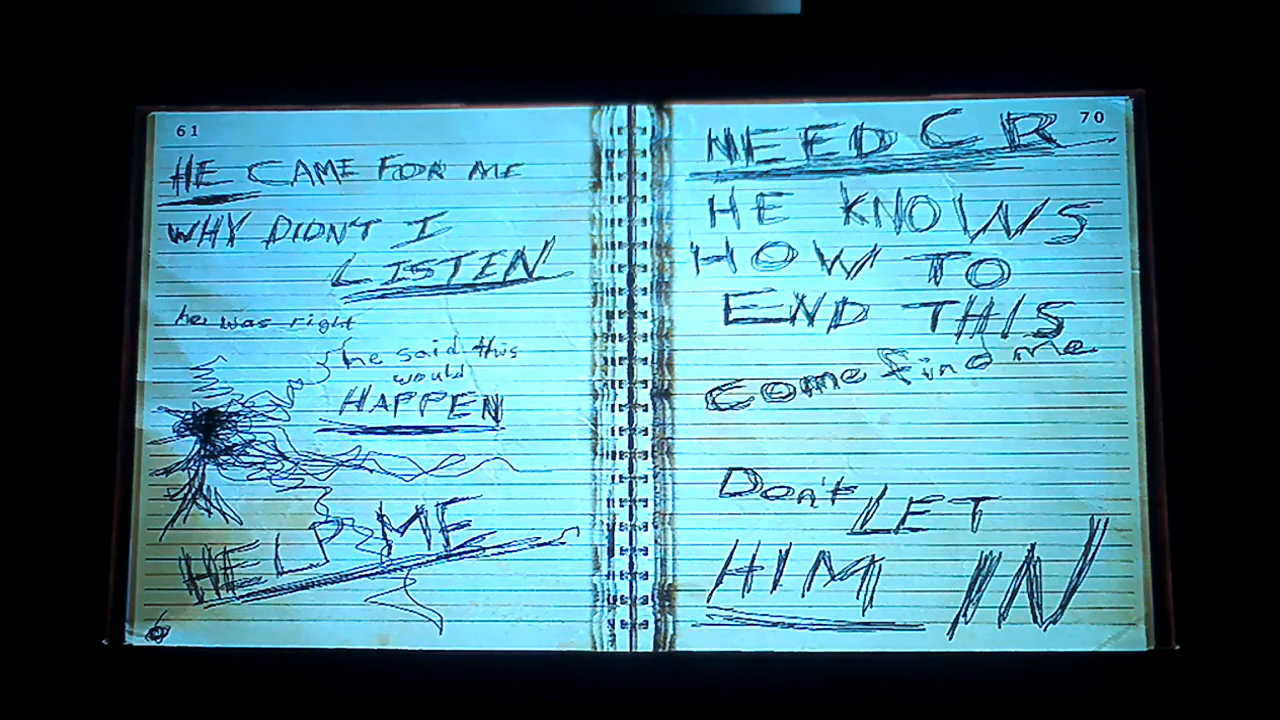 61
HE CAME FOR ME
WHY DIDN'T I
LISTEN
he was right
he said this
would
HAPPEN
HELP ME
70
NEED CR
HE KNOWS
HOW TO
END THIS
come find me
Don't LET
HIM IN